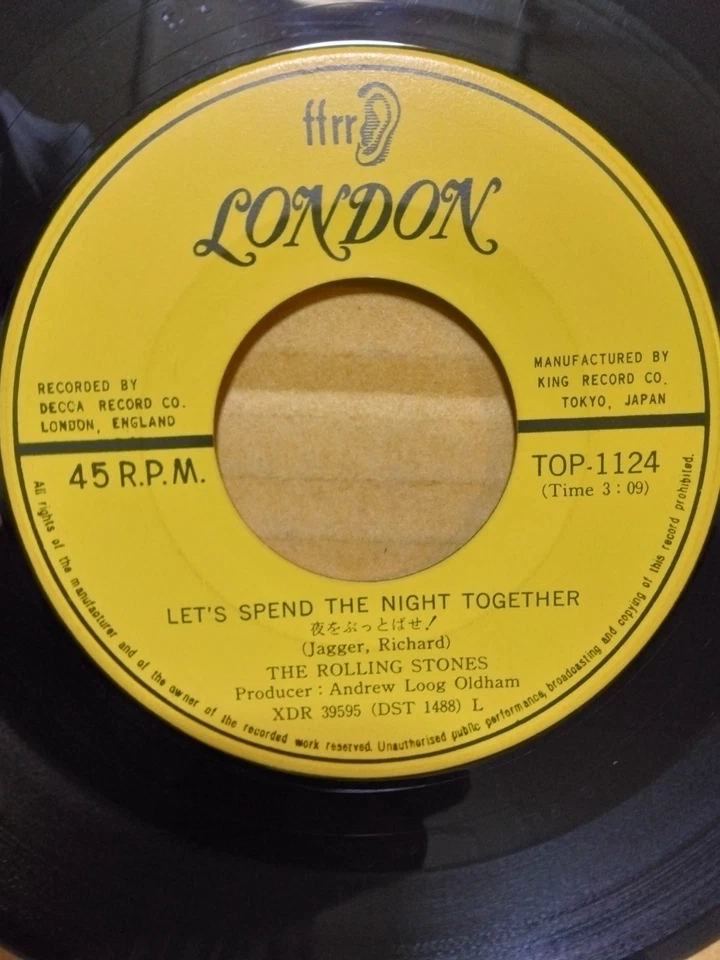 ffrr
LONDON
RECORDED BY
DECCA RECORD CO.
LONDON, ENGLAND
MANUFACTURED BY
KING RECORD CO.
TOKYO, JAPAN
45 R.P.M.
TOP-1124
(Time 3 : 09)
LET'S SPEND THE NIGHT TOGETHER
夜をぶっとばせ!
(Jagger, Richard)
THE ROLLING STONES
Producer : Andrew Loog Oldham
XDR 39595 (DST 1488) L
All rights of the manufacturer and of the owner of the recorded work reserved. Unauthorised public performance, broadcasting and copying of this record prohibited.